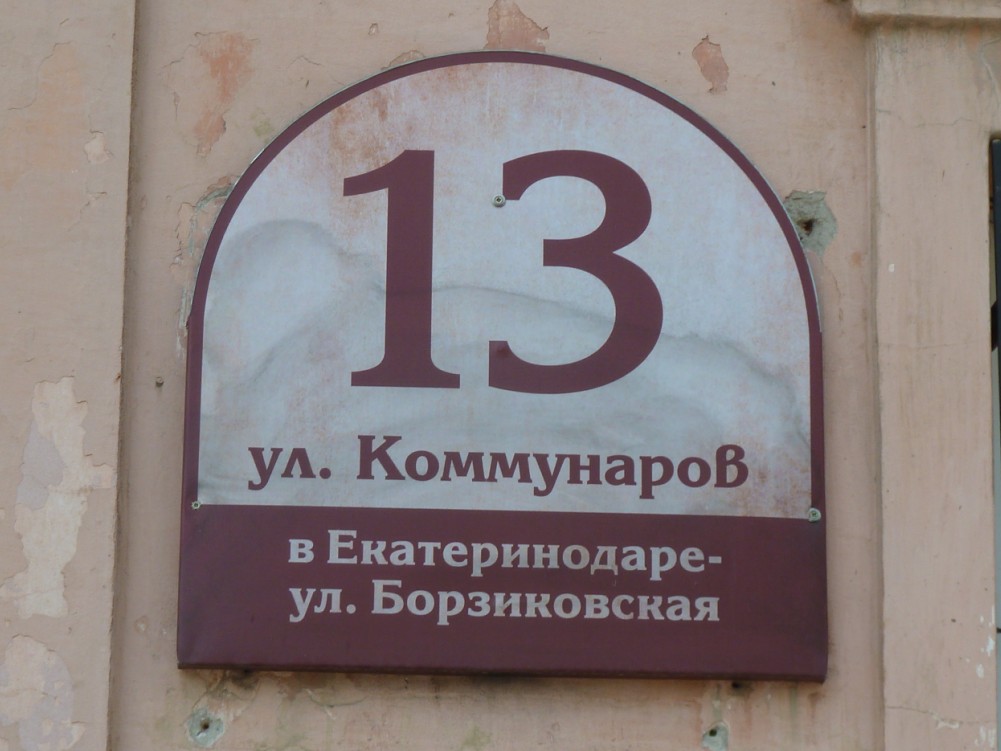 13
ул. Коммунаров
в Екатеринодаре-
ул. Борзиковская